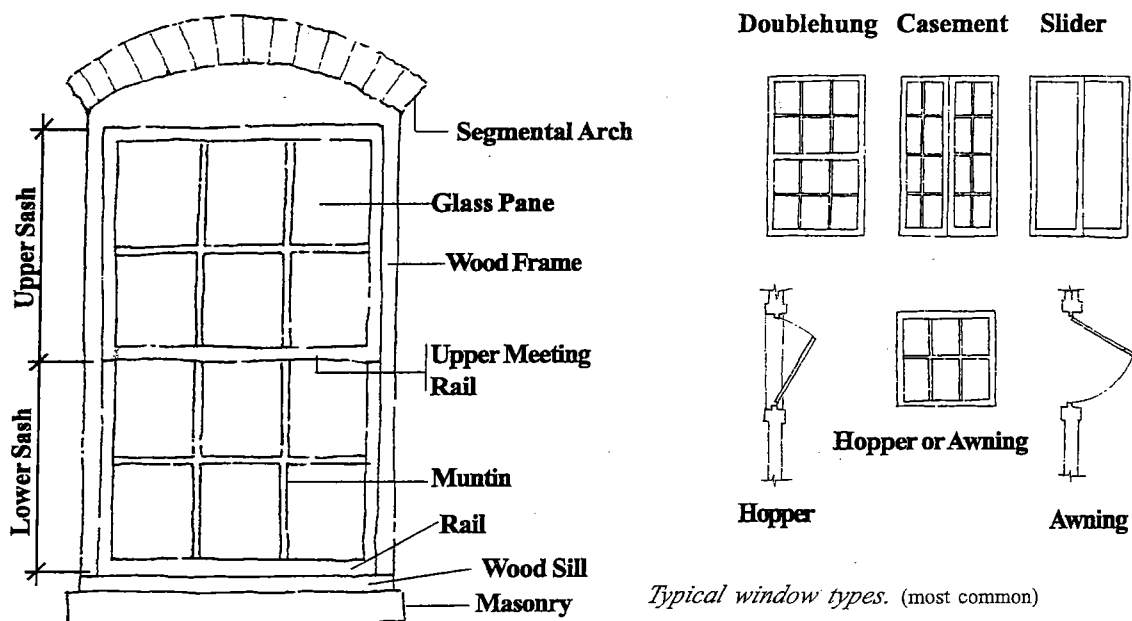 Doublehung Casement Slider
Segmental Arch
Glass Pane
Wood Frame
Upper Sash
Upper Meeting
Rail
Lower Sash
Muntin
Rail
Wood Sill
Masonry
Hopper or Awning
Hopper
Awning
Typical window types. (most common)